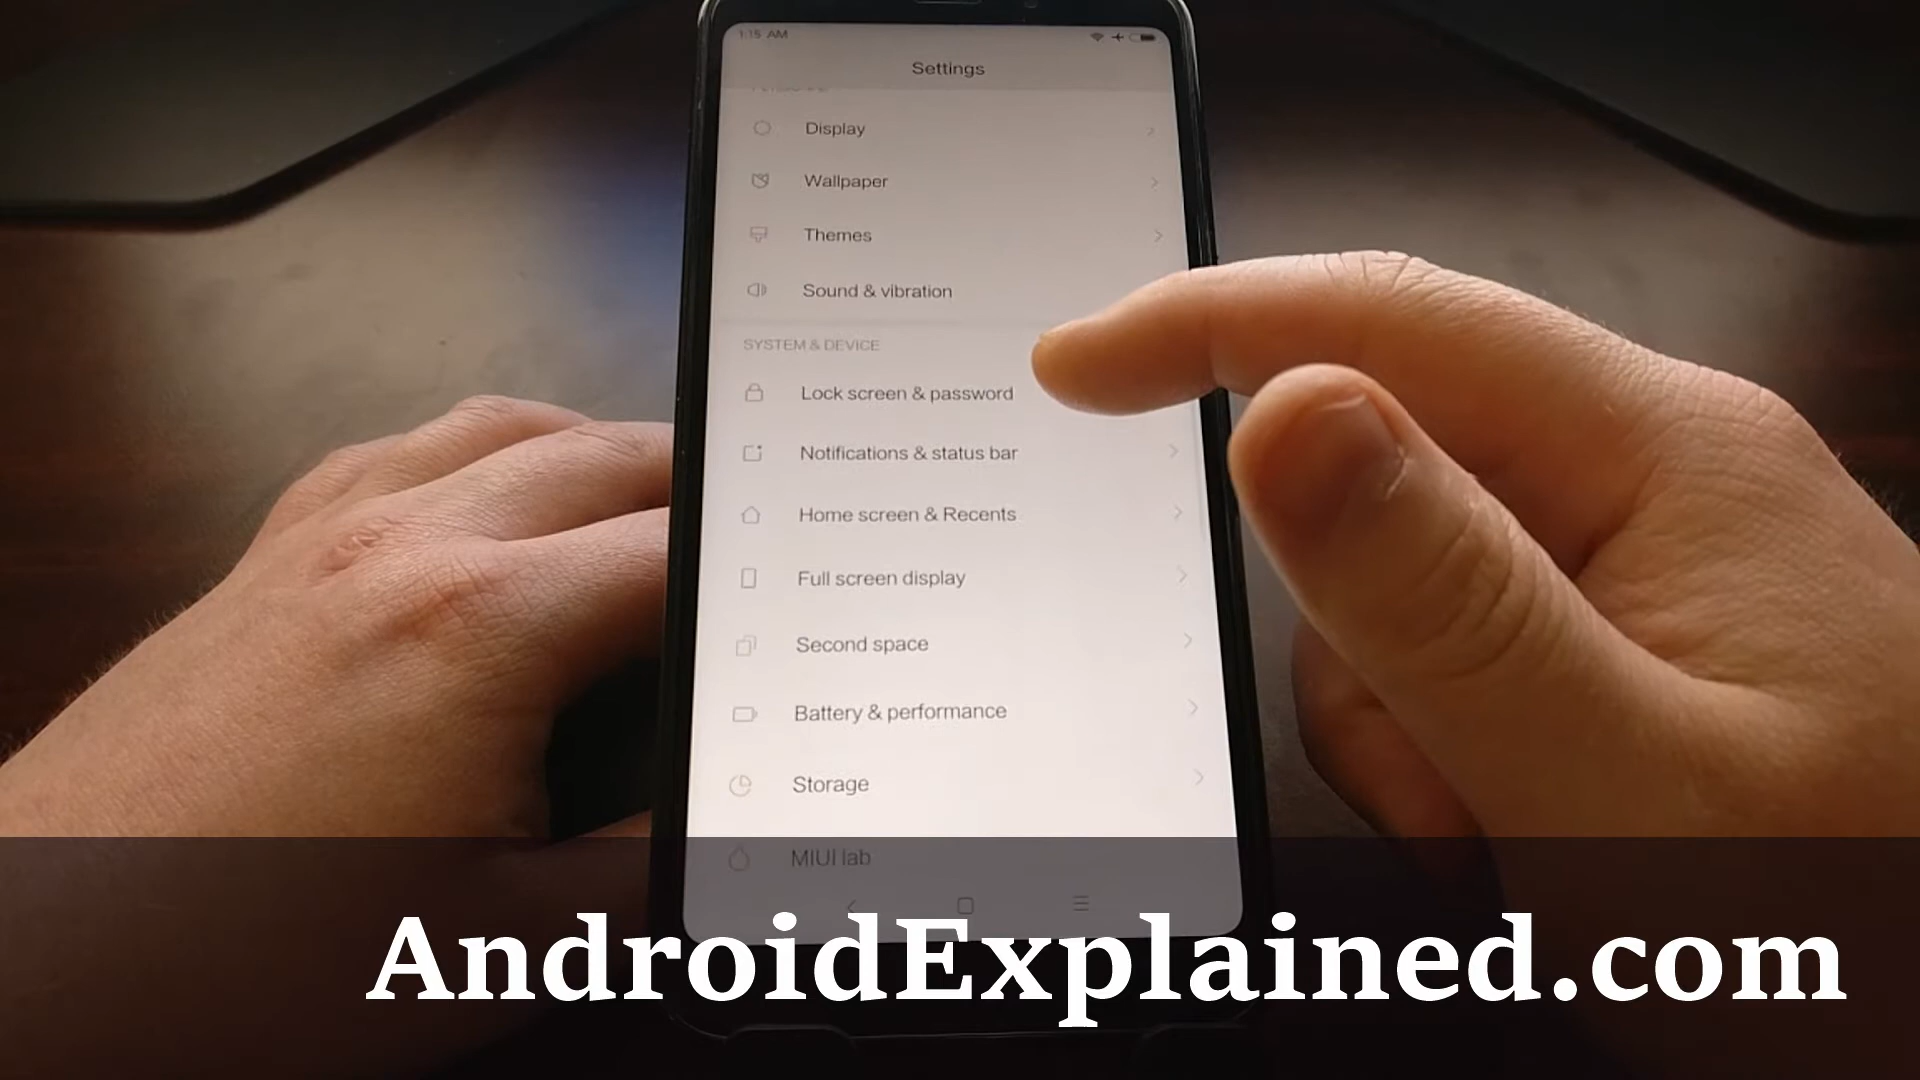 1:15 AM
Settings
Display
Wallpaper
Themes
Sound & vibration
SYSTEM & DEVICE
Lock screen & password
Notifications & status bar
Home screen & Recents
Full screen display
Second space
Battery & performance
Storage
MIUI lab
AndroidExplained.com